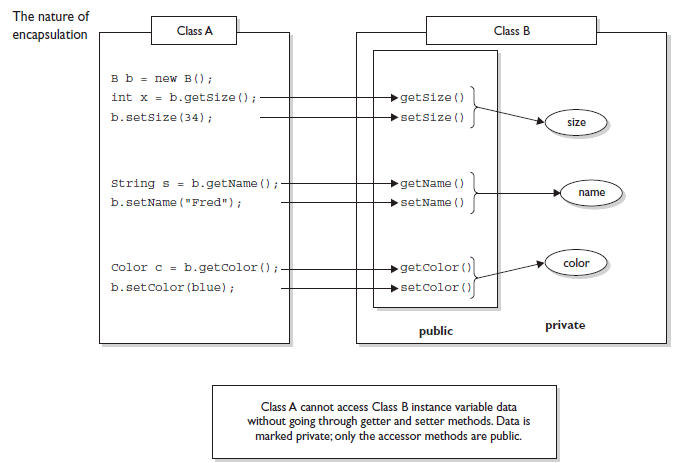 The nature of
encapsulation
Class A
Class B
B b = new B();
int x = b.getSize();
b.setSize(34);
String s = b.getName();
b.setName("Fred");
Color c = b.getColor();
b.setColor(blue);
getSize()
setSize()
getName()
setName()
getColor()
setColor()
size
name
color
public
private
Class A cannot access Class B instance variable data
without going through getter and setter methods. Data is
marked private; only the accessor methods are public.